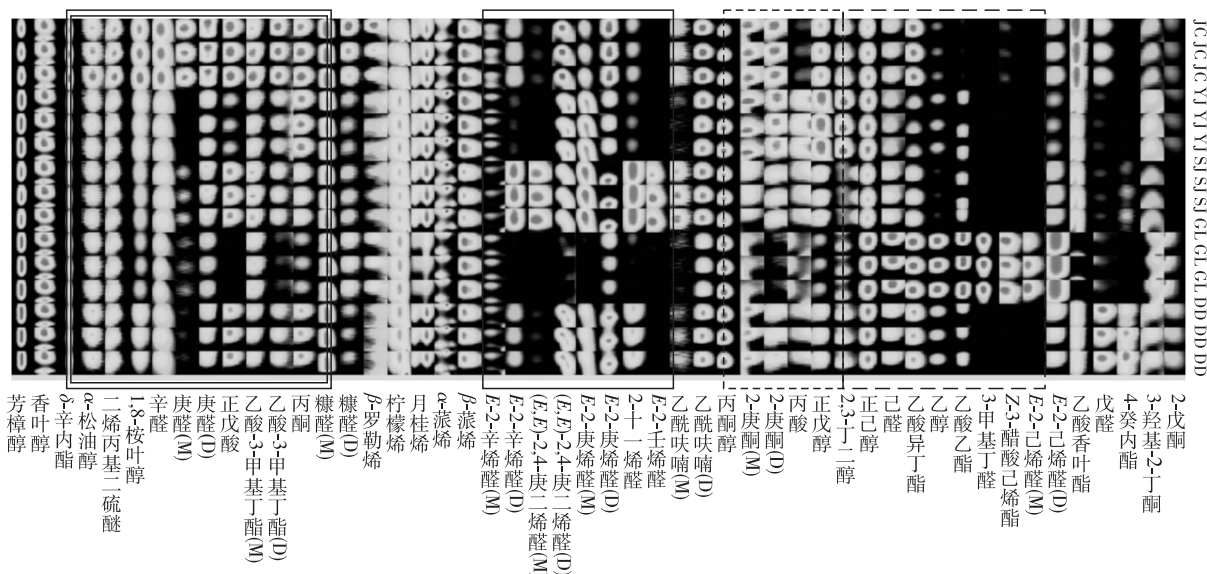 JC
JC
JC
YJ
YJ
YJ
SJ
SJ
SJ
GL
GL
GL
DD
DD
DD
芳樟醇
香叶醇
δ-辛内酯
α-松油醇
二烯丙基二硫醚
1,8-桉叶醇
辛醛
庚醛(M)
庚醛(D)
正戊酸
乙酸-3-甲基丁酯(M)
乙酸-3-甲基丁酯(D)
丙酮
糠醛(M)
糠醛(D)
β-罗勒烯
柠檬烯
月桂烯
α-派烯
β-派烯
E-2-辛烯醛(M)
E-2-辛烯醛(D)
(E,E)-2,4-庚二烯醛(M)
(E,E)-2,4-庚二烯醛(D)
E-2-庚烯醛(M)
E-2-庚烯醛(D)
2-十一烯醛
E-2-壬烯醛
乙酰呋喃(M)
乙酰呋喃(D)
丙酮醇
2-庚酮(M)
2-庚酮(D)
丙酸
正戊醇
2,3-丁二醇
正己醇
己醛
乙酸异丁酯
乙醇
乙酸乙酯
3-甲基丁醛
Z-3-醋酸己烯酯
E-2-己烯醛(M)
E-2-己烯醛(D)
乙酸香叶酯
戊醛
4-癸内酯
3-羟基-2-丁酮
2-戊酮